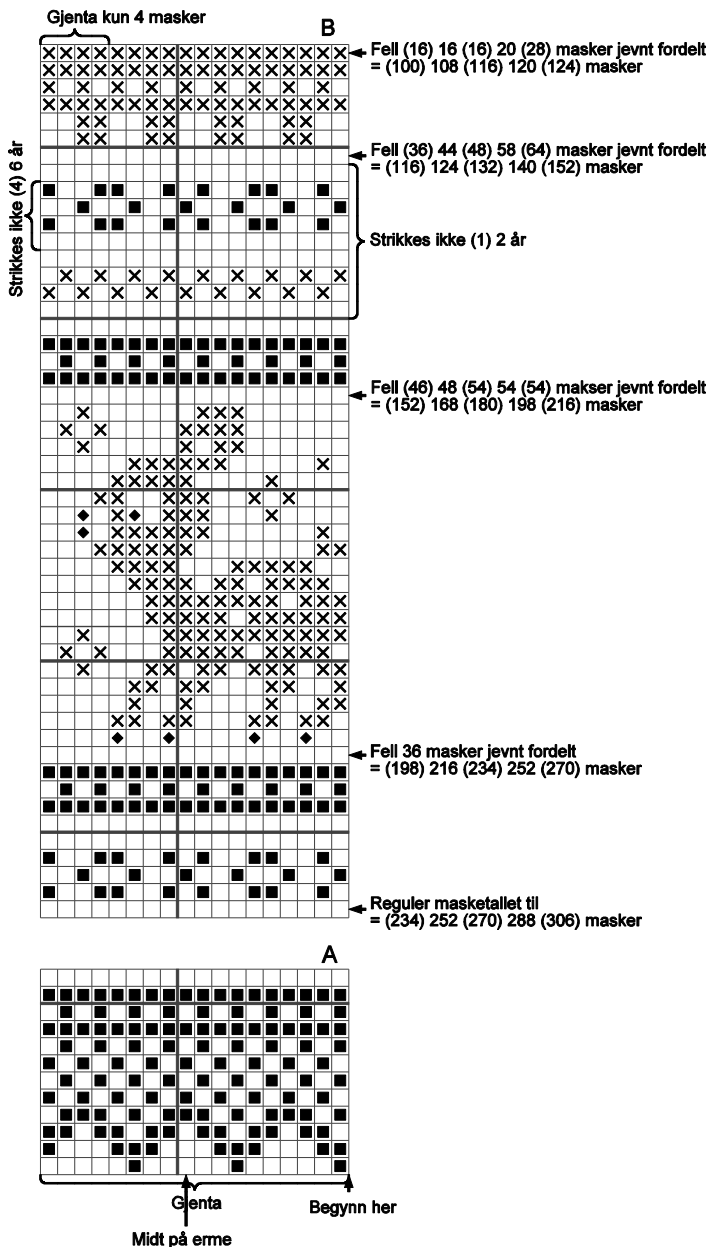 Gjenta kun 4 masker
B
Fell (16) 16 (16) 20 (28) masker jevnt fordelt
= (100) 108 (116) 120 (124) masker
Fell (36) 44 (48) 58 (64) masker jevnt fordelt
= (116) 124 (132) 140 (152) masker
Strikkes ikke (4) 6 år
Strikkes ikke (1) 2 år
Fell (46) 48 (54) 54 (54) makser jevnt fordelt
= (152) 168 (180) 198 (216) masker
Fell 36 masker jevnt fordelt
= (198) 216 (234) 252 (270) masker
Reguler masketallet til
= (234) 252 (270) 288 (306) masker
A
Gjenta
Begynn her
Midt på erme